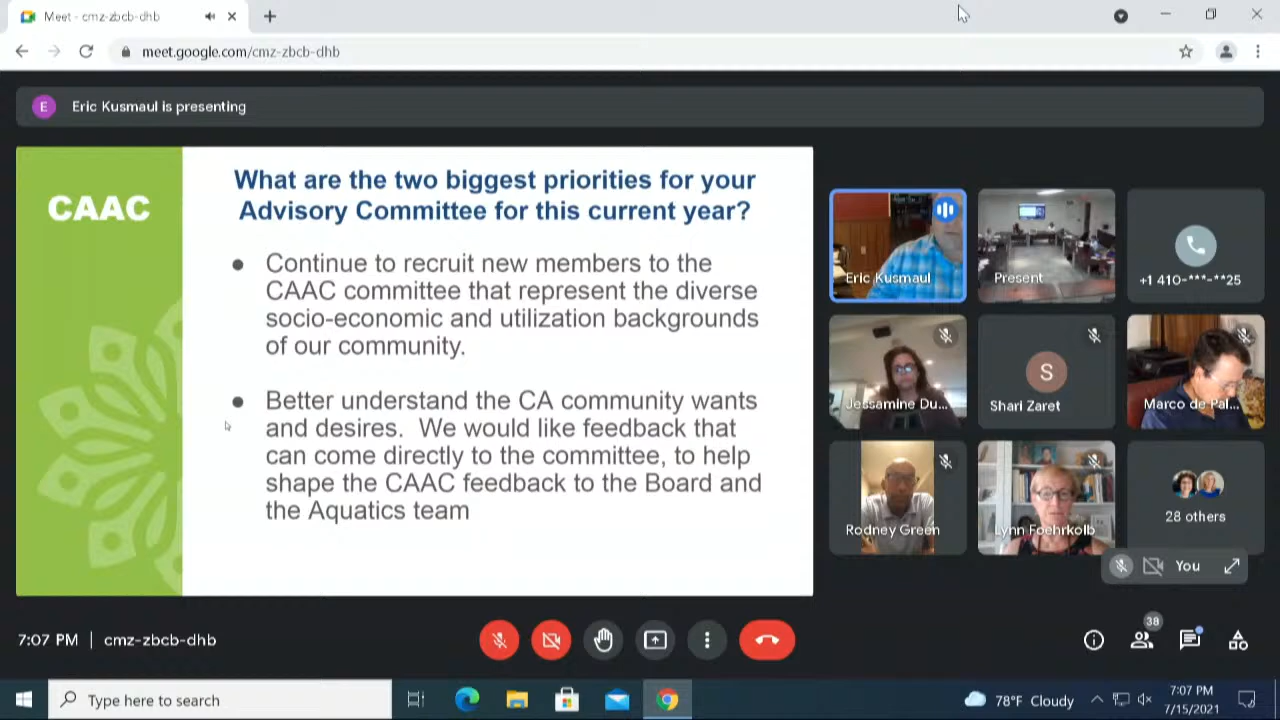 Meet - cmz-zbcb-dhb
meet.google.com/cmz-zbcb-dhb
E
Eric Kusmaul is presenting
CAAC
What are the two biggest priorities for your
Advisory Committee for this current year?
Continue to recruit new members to the
CAAC committee that represent the diverse
socio-economic and utilization backgrounds
of our community.
Better understand the CA community wants
and desires. We would like feedback that
can come directly to the committee, to help
shape the CAAC feedback to the Board and
the Aquatics team
Eric Kusmaul
Present
+1 410-***-**25
Jessamine Du...
S
Shari Zaret
Marco de Pal...
Rodney Green
Lynn Foehrkolb
28 others
You
7:07 PM | cmz-zbcb-dhb
38
Type here to search
78°F Cloudy
7:07 PM
7/15/2021